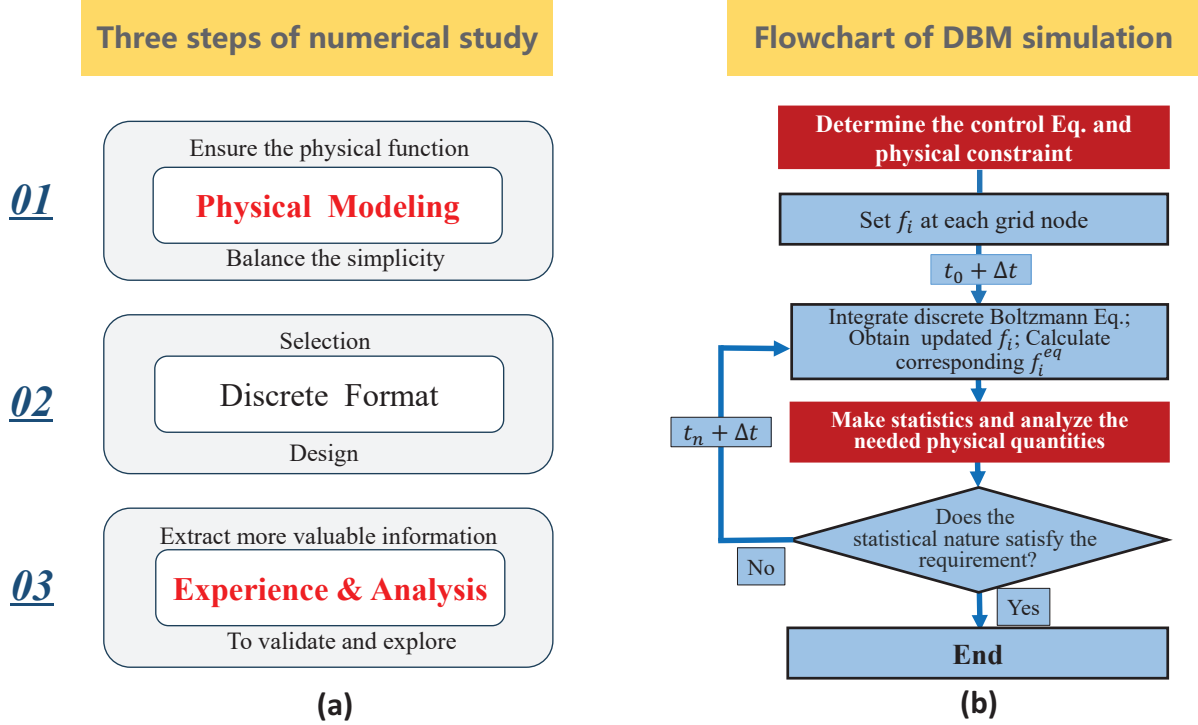 Three steps of numerical study
01
Ensure the physical function
Physical Modeling
Balance the simplicity
02
Selection
Discrete Format
Design
03
Extract more valuable information
Experience & Analysis
To validate and explore
(a)
Flowchart of DBM simulation
Determine the control Eq. and
physical constraint
Set f_i at each grid node
t_0 + Δt
Integrate discrete Boltzmann Eq.;
Obtain updated f_i; Calculate
corresponding f_i^{eq}
Make statistics and analyze the
needed physical quantities
t_n + Δt
Does the
statistical nature satisfy the
requirement?
No
Yes
End
(b)